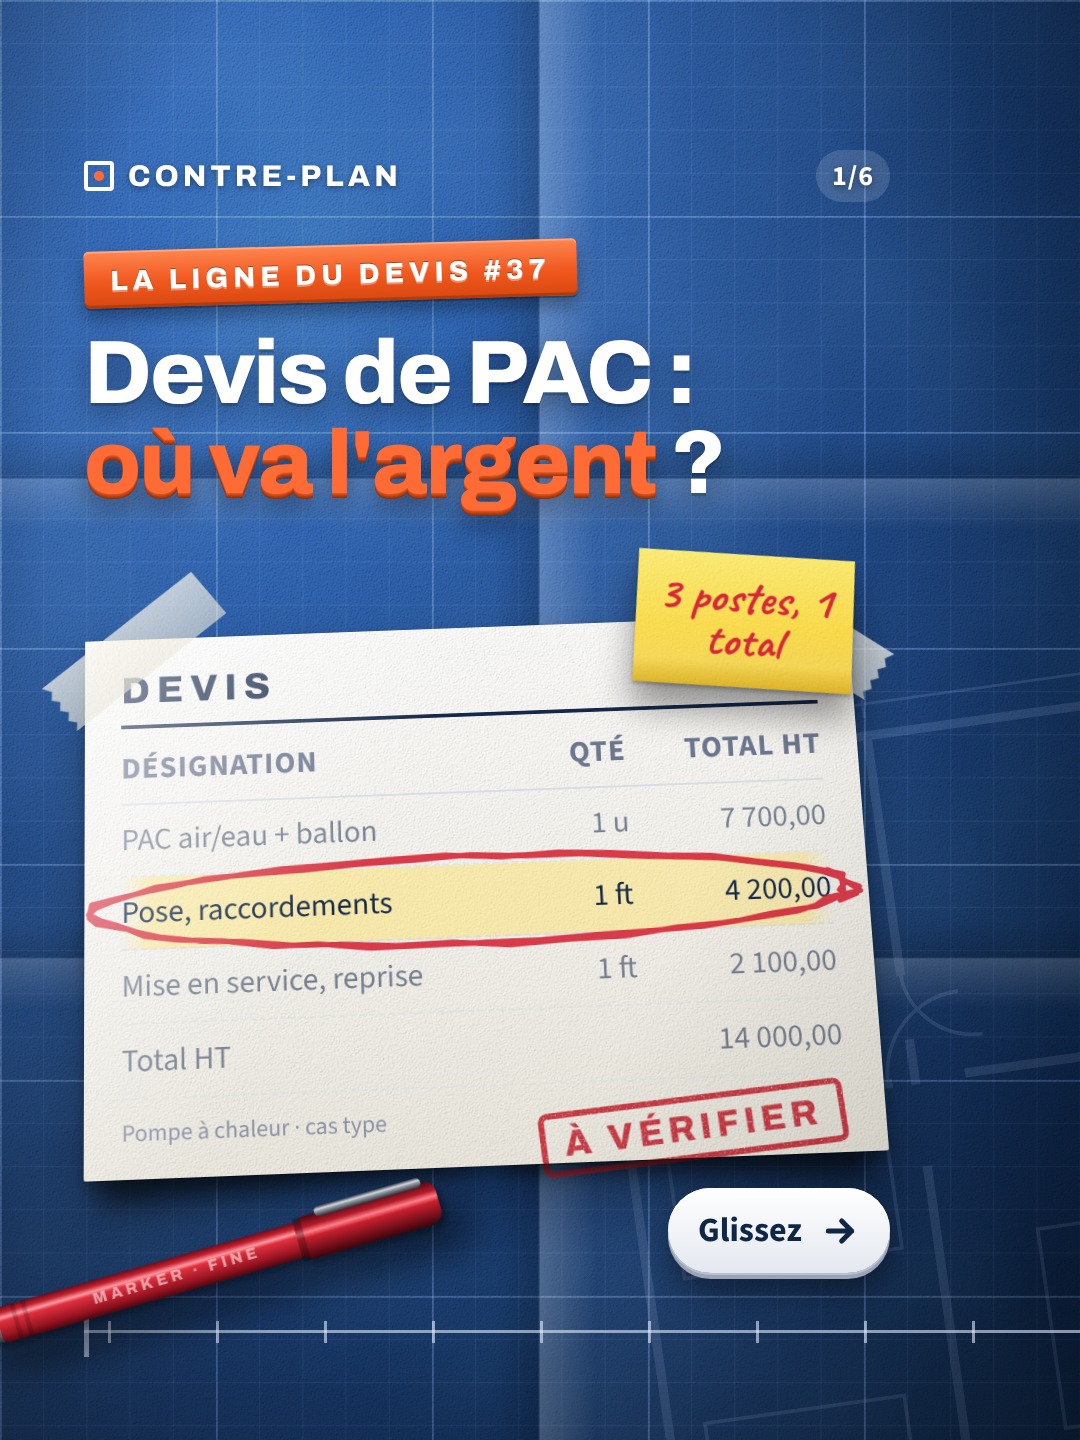 CONTRE-PLAN
1/6
LA LIGNE DU DEVIS #37
Devis de PAC :
où va l'argent ?
3 postes, 1
total
DEVIS
DÉSIGNATION QTÉ TOTAL HT
PAC air/eau + ballon 1 u 7 700,00
Pose, raccordements 1 ft 4 200,00
Mise en service, reprise 1 ft 2 100,00
Total HT 14 000,00
Pompe à chaleur · cas type
À VÉRIFIER
Glissez →
MARKER · FINE